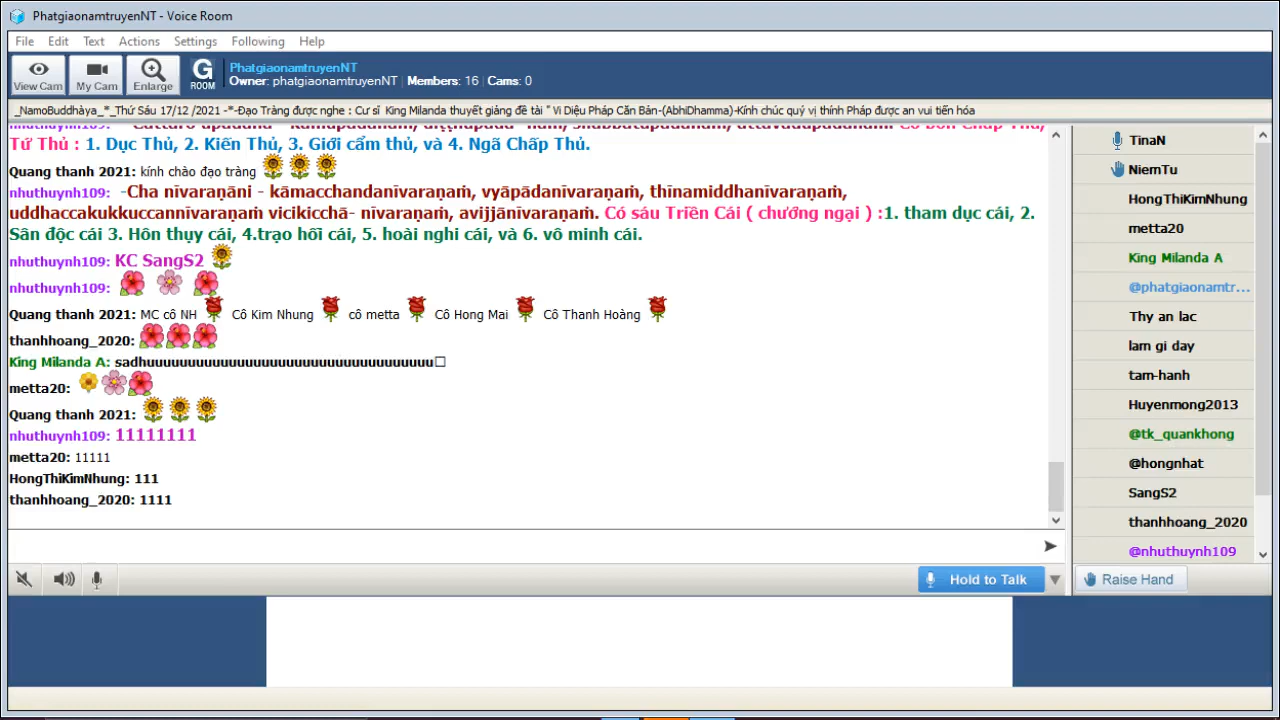 PhatgiaonamtruyenNT - Voice Room
File Edit Text Actions Settings Following Help
View Cam My Cam Enlarge G ROOM
PhatgiaonamtruyenNT
Owner: phatgiaonamtruyenNT | Members: 16 | Cams: 0
_NamoBuddhàya_*_Thứ Sáu 17/12 /2021 -*-Đạo Tràng được nghe : Cư sĩ King Milanda thuyết giảng đề tài " Vi Diệu Pháp Căn Bản-(AbhiDhamma)-Kính chúc quý vị thính Pháp được an vui tiến hóa
Tứ Thủ : 1. Dục Thủ, 2. Kiến Thủ, 3. Giới cẩm thủ, và 4. Ngã Chấp Thủ.
Quang thanh 2021: kính chào đạo tràng
nhuthuynh109: -Cha nīvaraṇāni - kāmacchandanīvaraṇaṁ, vyāpādanīvaraṇaṁ, thīnamiddhanīvaraṇaṁ,
uddhaccakukkuccannīvaraṇaṁ vicikicchā- nīvaraṇaṁ, avijjānīvaraṇaṁ. Có sáu Triền Cái ( chướng ngại ) :1. tham dục cái, 2.
Sân độc cái 3. Hôn thụy cái, 4.trạo hối cái, 5. hoài nghi cái, và 6. vô minh cái.
nhuthuynh109: KC SangS2
nhuthuynh109:
Quang thanh 2021: MC cô NH Cô Kim Nhung cô metta Cô Hong Mai Cô Thanh Hoàng
thanhhoang_2020:
King Milanda A: sadhuuuuuuuuuuuuuuuuuuuuuuuuuuuuuuuuuuu
metta20:
Quang thanh 2021:
nhuthuynh109: 11111111
metta20: 11111
HongThiKimNhung: 111
thanhhoang_2020: 1111
TinaN
NiemTu
HongThiKimNhung
metta20
King Milanda A
@phatgiaonamtr...
Thy an lac
lam gi day
tam-hanh
Huyenmong2013
@tk_quankhong
@hongnhat
SangS2
thanhhoang_2020
@nhuthuynh109
Hold to Talk
Raise Hand